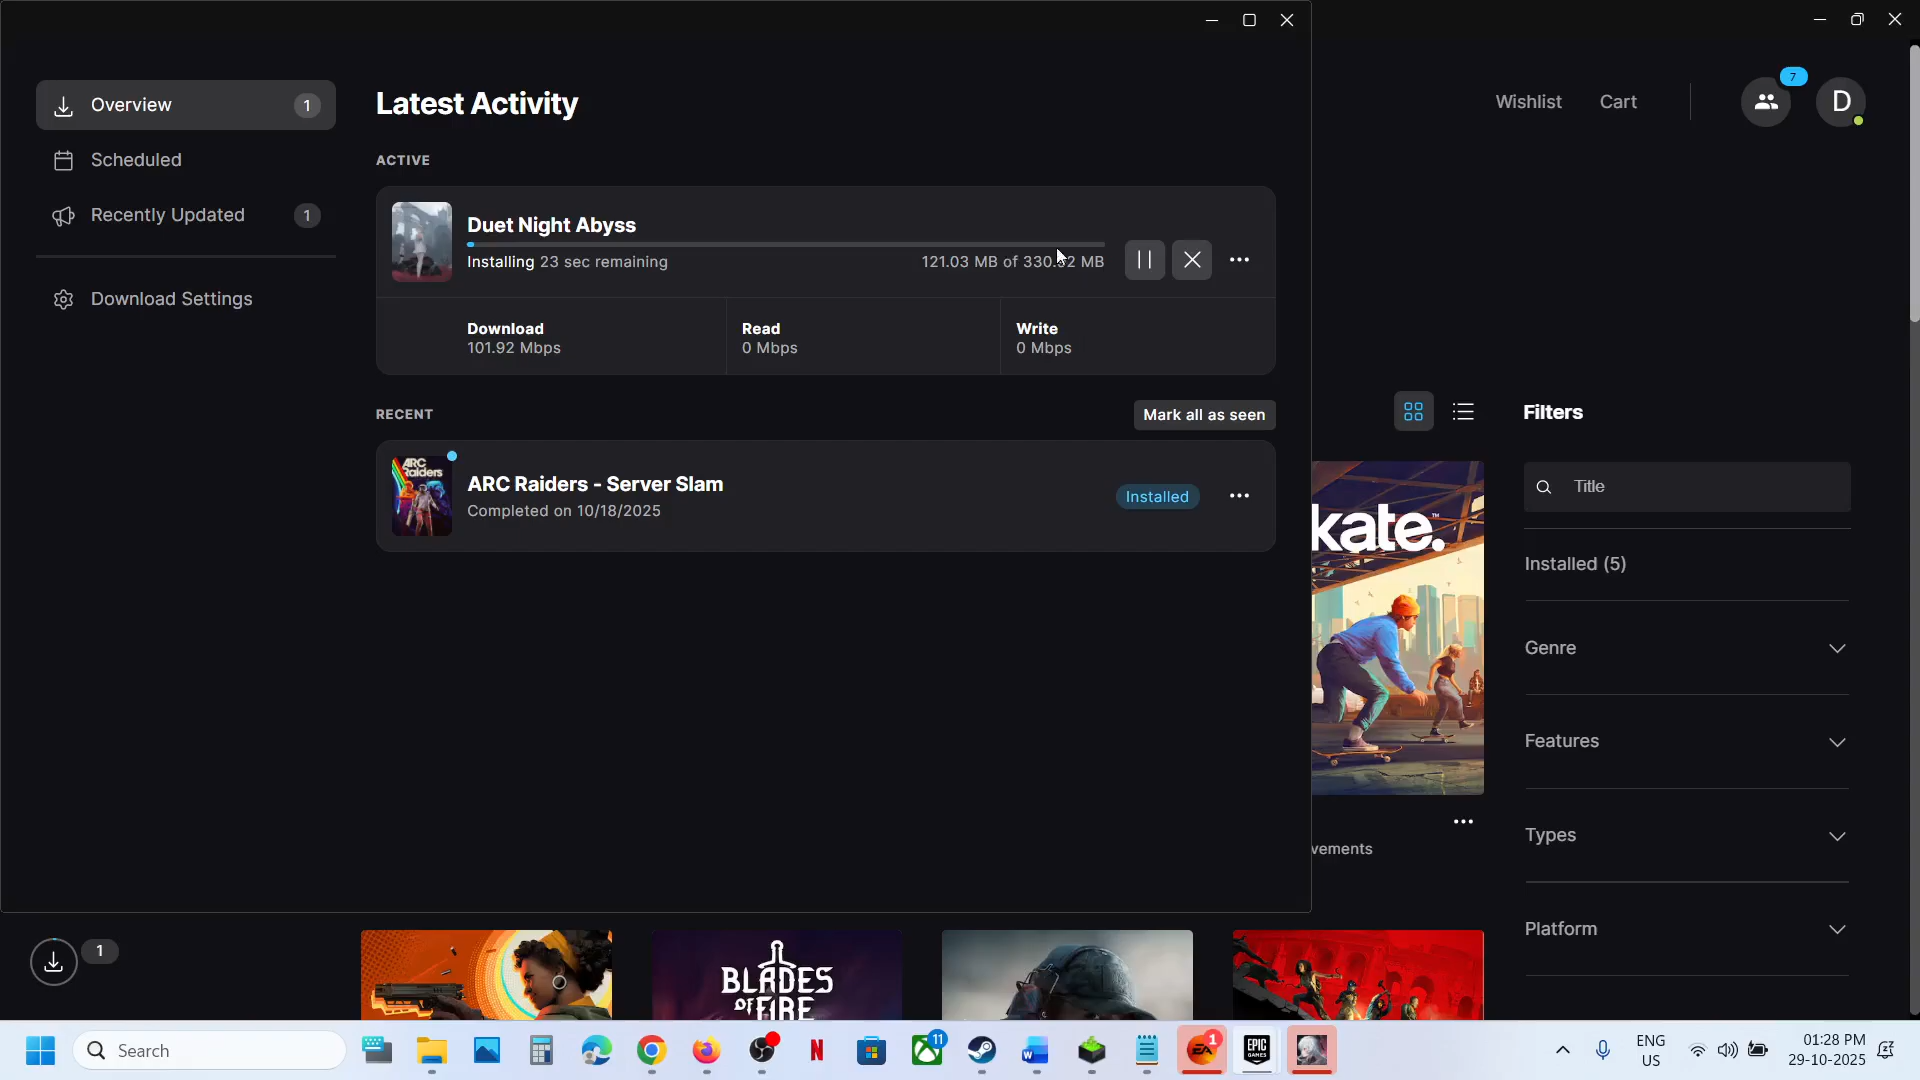 Overview
1
Scheduled
Recently Updated
1
Download Settings
Latest Activity
ACTIVE
Duet Night Abyss
Installing 23 sec remaining
121.03 MB of 330.32 MB
Download
101.92 Mbps
Read
0 Mbps
Write
0 Mbps
RECENT
Mark all as seen
ARC Raiders
ARC Raiders - Server Slam
Completed on 10/18/2025
Installed
Wishlist
Cart
7
D
kate.
vements
Filters
Title
Installed (5)
Genre
Features
Types
Platform
1
BLADES
OF FIRE
Search
N
11
W
EA
1
EPIC
GAMES
ENG
US
01:28 PM
29-10-2025